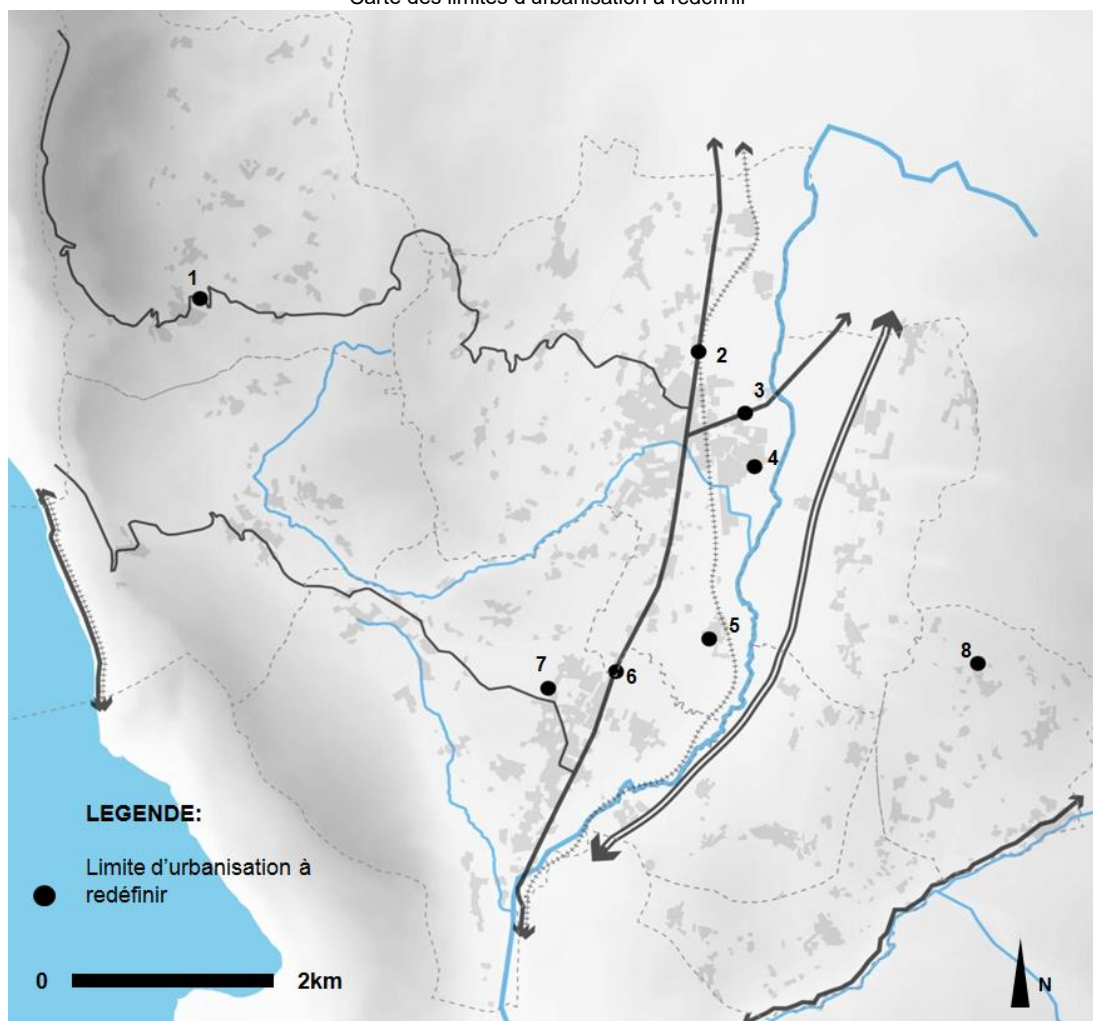 Carte des limites d'urbanisation à redéfinir
1
2
3
4
5
6
7
8
LEGENDE:
Limite d'urbanisation à
redéfinir
0 2km
N